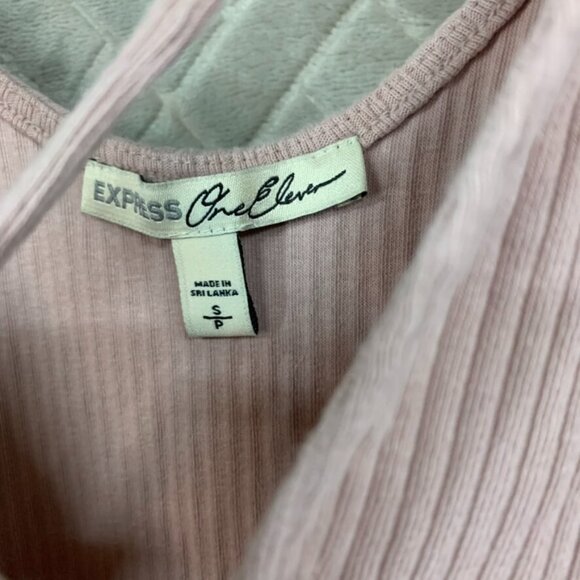 EXPRESS One Eleven
MADE IN
SRI LANKA
S
P